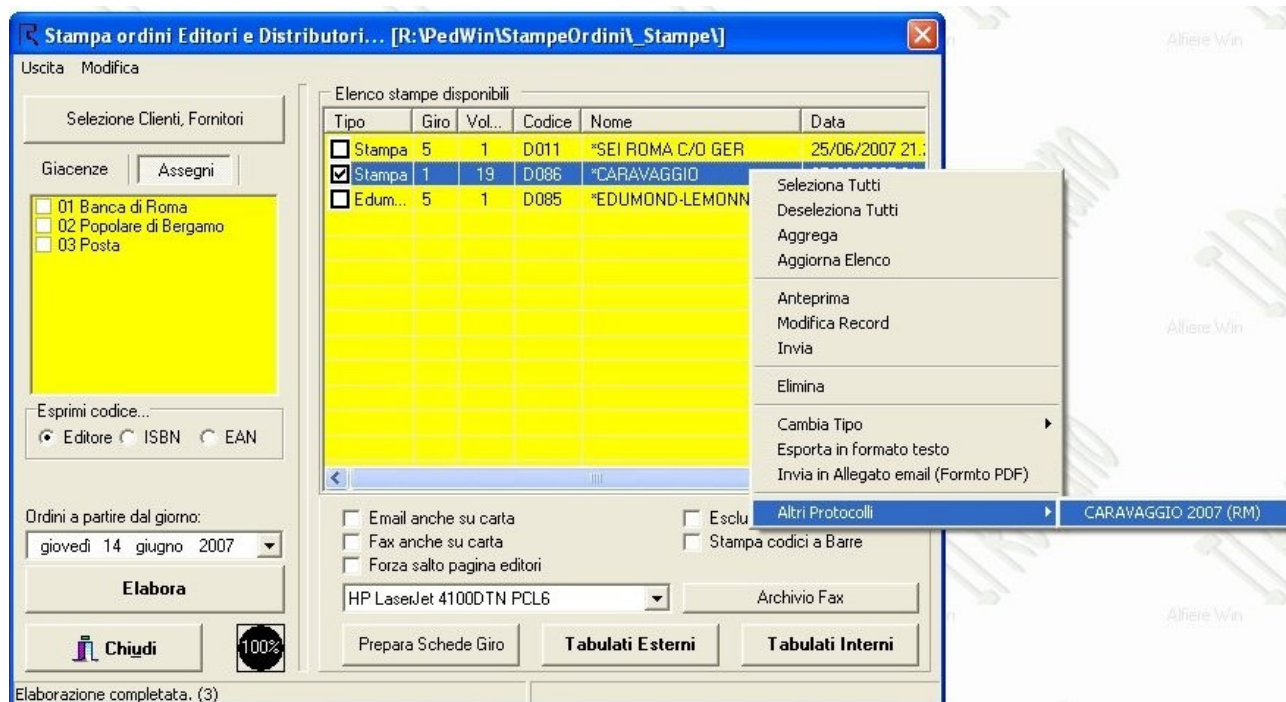 Stampa ordini Editori e Distributori... [R:\PedWin\StampeOrdini\_Stampe\]
Uscita Modifica
Selezione Clienti, Fornitori
Giacenze Assegni
01 Banca di Roma
02 Popolare di Bergamo
03 Posta
Esprimi codice...
Editore ISBN EAN
Ordini a partire dal giorno:
giovedì 14 giugno 2007
Elabora
Chiudi
100%
Elaborazione completata. (3)
Elenco stampe disponibili
Tipo Giro Vol... Codice Nome Data
Stampa 5 1 D011 *SEI ROMA C/O GER 25/06/2007 21.
Stampa 1 19 D086 *CARAVAGGIO
Edum... 5 1 D085 *EDUMOND-LEMONN
Email anche su carta
Fax anche su carta
Forza salto pagina editori
Esclu
Stampa codici a Barre
HP LaserJet 4100DTN PCL6
Archivio Fax
Prepara Schede Giro Tabulati Esterni Tabulati Interni
Seleziona Tutti
Deseleziona Tutti
Aggrega
Aggiorna Elenco
Anteprima
Modifica Record
Invia
Elimina
Cambia Tipo
Esporta in formato testo
Invia in Allegato email (Formto PDF)
Altri Protocolli
CARAVAGGIO 2007 (RM)
Alfiere Win
Alfiere Win
Alfiere Win